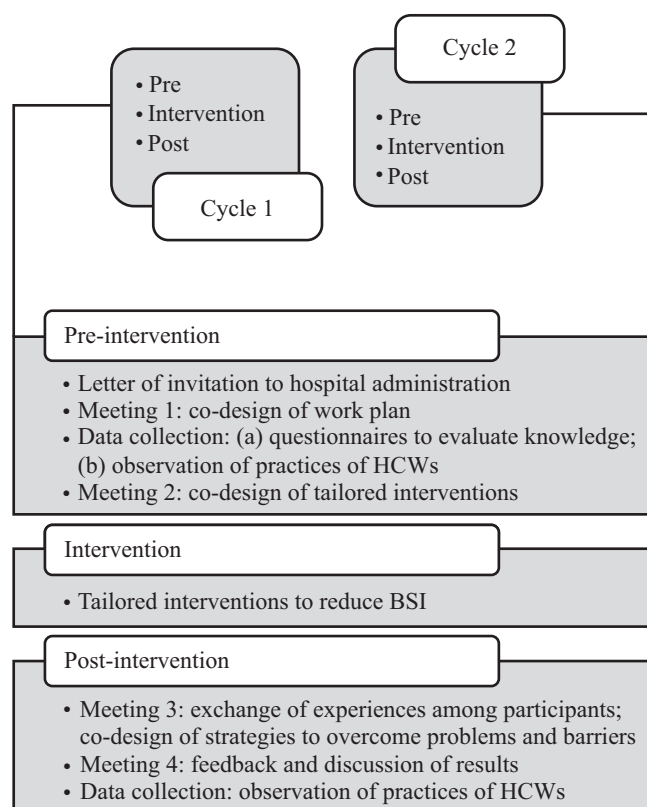 • Pre
• Intervention
• Post
Cycle 1
Cycle 2
• Pre
• Intervention
• Post
Pre-intervention
• Letter of invitation to hospital administration
• Meeting 1: co-design of work plan
• Data collection: (a) questionnaires to evaluate knowledge;
(b) observation of practices of HCWs
• Meeting 2: co-design of tailored interventions
Intervention
• Tailored interventions to reduce BSI
Post-intervention
• Meeting 3: exchange of experiences among participants;
co-design of strategies to overcome problems and barriers
• Meeting 4: feedback and discussion of results
• Data collection: observation of practices of HCWs